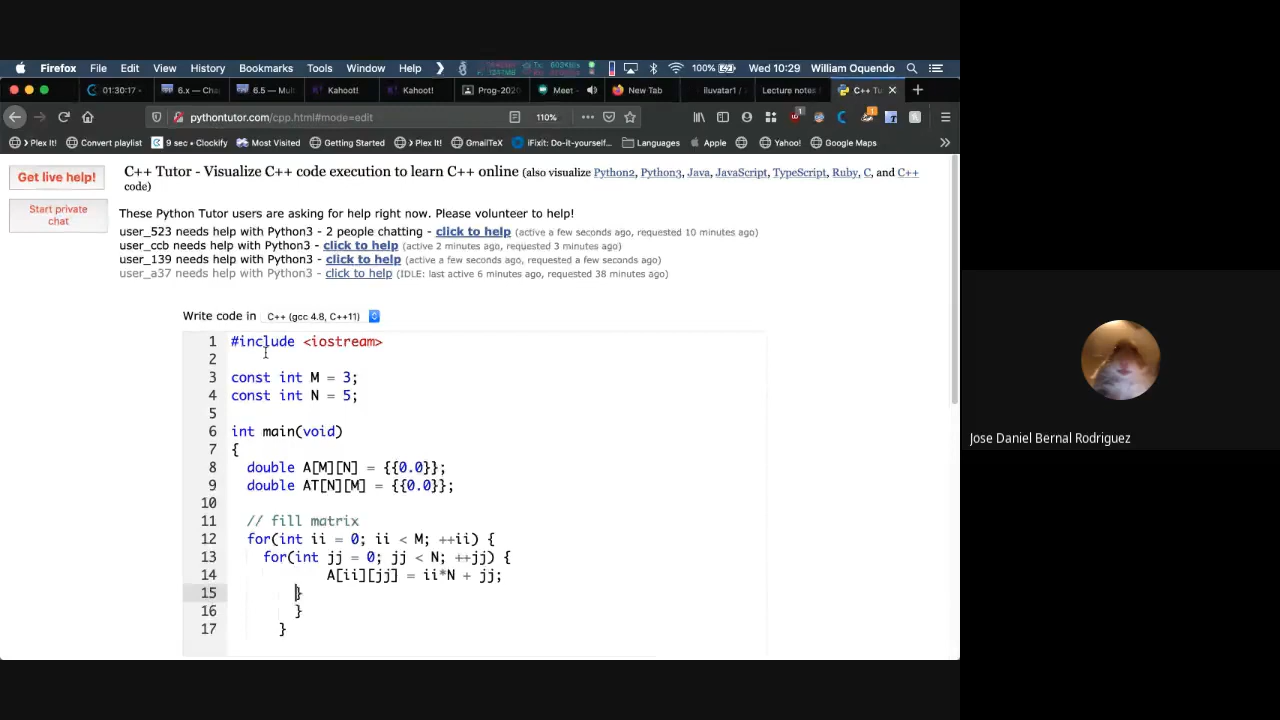 Firefox File Edit View History Bookmarks Tools Window Help 100% Wed 10:29 William Oquendo
01:30:17 6.x — Cha 6.5 — Mult Kahoot! Kahoot! Prog-2020 Meet - New Tab iluvatar1 / Lecture notes C++ Tu
pythontutor.com/cpp.html#mode=edit 110%
Plex It! Convert playlist 9 sec • Clockify Most Visited Getting Started Plex It! GmailTeX iFixit: Do-it-yourself... Languages Apple Yahoo! Google Maps
Get live help!
Start private
chat
C++ Tutor - Visualize C++ code execution to learn C++ online (also visualize Python2, Python3, Java, JavaScript, TypeScript, Ruby, C, and C++
code)
These Python Tutor users are asking for help right now. Please volunteer to help!
user_523 needs help with Python3 - 2 people chatting - click to help (active a few seconds ago, requested 10 minutes ago)
user_ccb needs help with Python3 - click to help (active 2 minutes ago, requested 3 minutes ago)
user_139 needs help with Python3 - click to help (active a few seconds ago, requested a few seconds ago)
user_a37 needs help with Python3 - click to help (IDLE: last active 6 minutes ago, requested 38 minutes ago)
Write code in C++ (gcc 4.8, C++11)
1 #include <iostream>
2
3 const int M = 3;
4 const int N = 5;
5
6 int main(void)
7 {
8 double A[M][N] = {{0.0}};
9 double AT[N][M] = {{0.0}};
10
11 // fill matrix
12 for(int ii = 0; ii < M; ++ii) {
13 for(int jj = 0; jj < N; ++jj) {
14 A[ii][jj] = ii*N + jj;
15 }
16 }
17 }
Jose Daniel Bernal Rodriguez